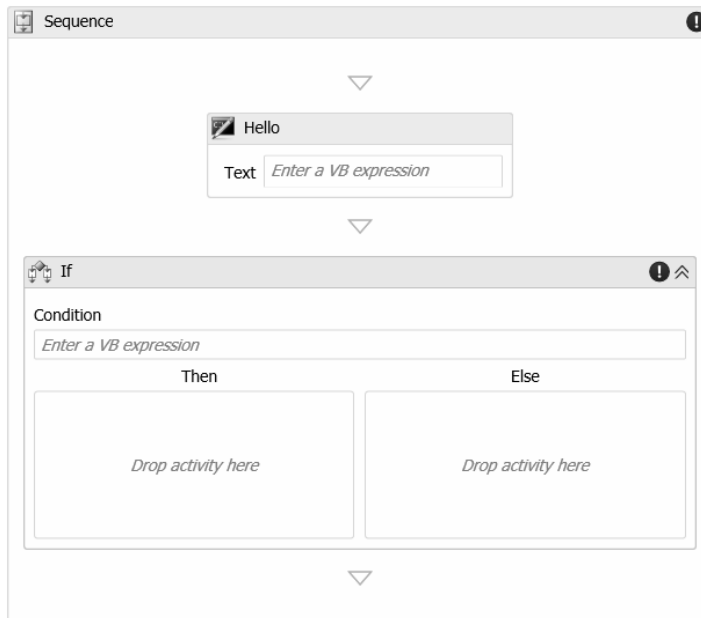 Sequence
Hello
Text Enter a VB expression
If
Condition
Enter a VB expression
Then Else
Drop activity here Drop activity here